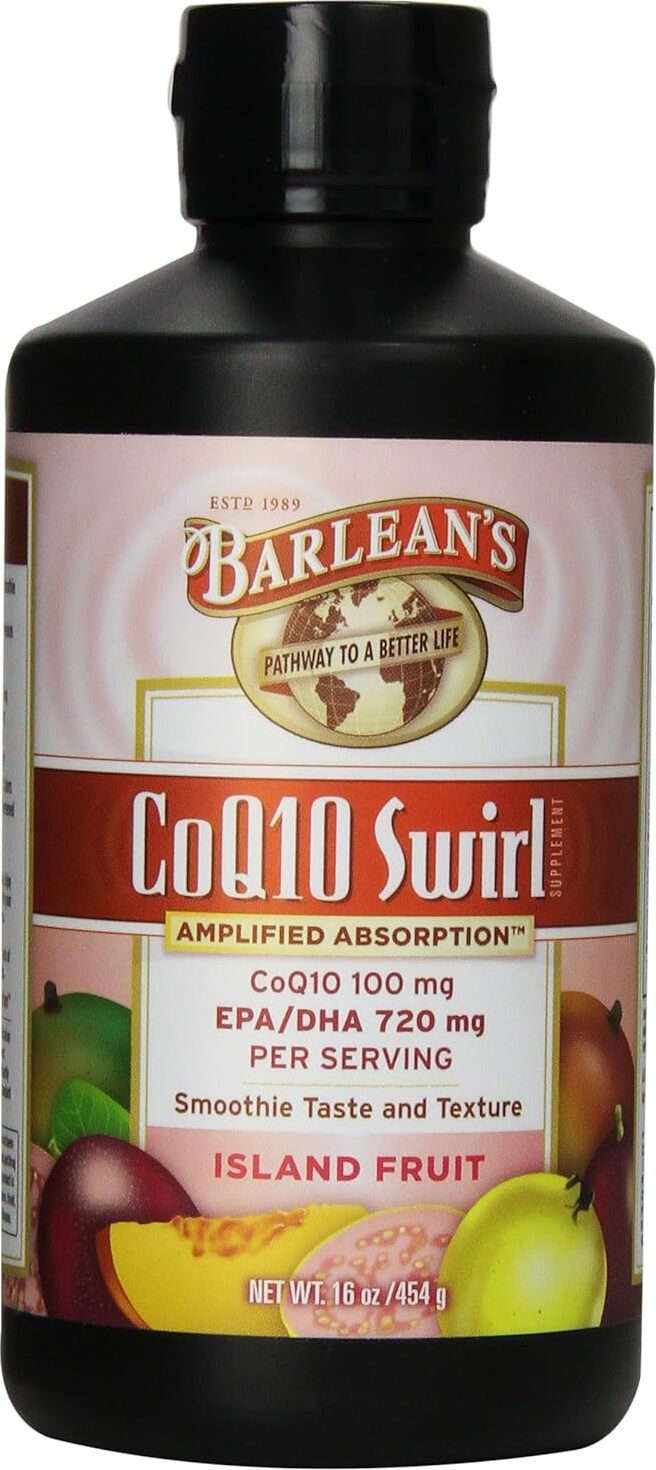 ESTD 1989
BARLEAN'S
PATHWAY TO A BETTER LIFE
CoQ10 Swirl
SUPPLEMENT
AMPLIFIED ABSORPTION™
CoQ10 100 mg
EPA/DHA 720 mg
PER SERVING
Smoothie Taste and Texture
ISLAND FRUIT
NET WT. 16 oz /454 g